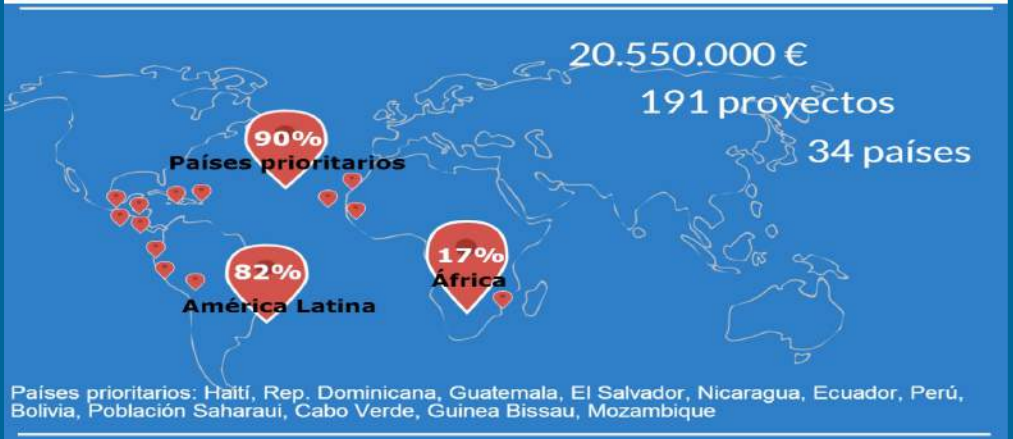 20.550.000 €
191 proyectos
34 países
90%
Países prioritarios
82%
América Latina
17%
África
Países prioritarios: Haití, Rep. Dominicana, Guatemala, El Salvador, Nicaragua, Ecuador, Perú,
Bolivia, Población Saharaui, Cabo Verde, Guinea Bissau, Mozambique